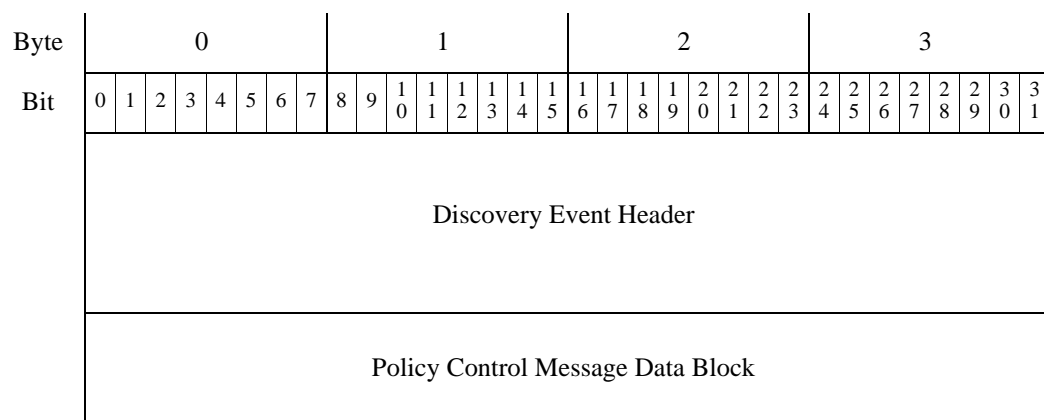 Byte 0 1 2 3
Bit 0 1 2 3 4 5 6 7 8 9 10 11 12 13 14 15 16 17 18 19 20 21 22 23 24 25 26 27 28 29 30 31
Discovery Event Header
Policy Control Message Data Block